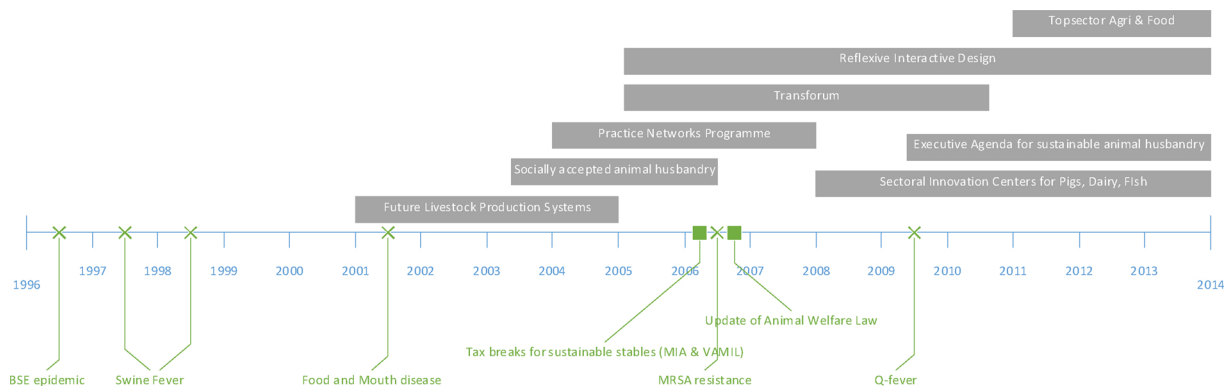 Topsector Agri & Food
Reflexive Interactive Design
Transforum
Practice Networks Programme
Executive Agenda for sustainable animal husbandry
Socially accepted animal husbandry
Sectoral Innovation Centers for Pigs, Dairy, FIsh
Future Livestock Production Systems
1996 1997 1998 1999 2000 2001 2002 2003 2004 2005 2006 2007 2008 2009 2010 2011 2012 2013 2014
Update of Animal Welfare Law
Tax breaks for sustainable stables (MIA & VAMIL)
BSE epidemic Swine Fever Food and Mouth disease MRSA resistance Q-fever